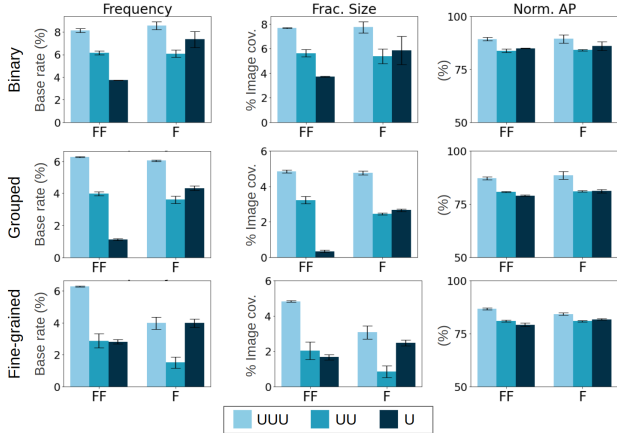 Frequency Frac. Size Norm. AP
Binary
Base rate (%)
8
6
4
2
0
FF F
% Image cov.
8
6
4
2
0
FF F
(%)
100
75
50
FF F
Grouped
Base rate (%)
6
4
2
0
FF F
% Image cov.
6
4
2
0
FF F
(%)
100
75
50
FF F
Fine-grained
Base rate (%)
6
4
2
0
FF F
% Image cov.
6
4
2
0
FF F
(%)
100
75
50
FF F
UUU UU U